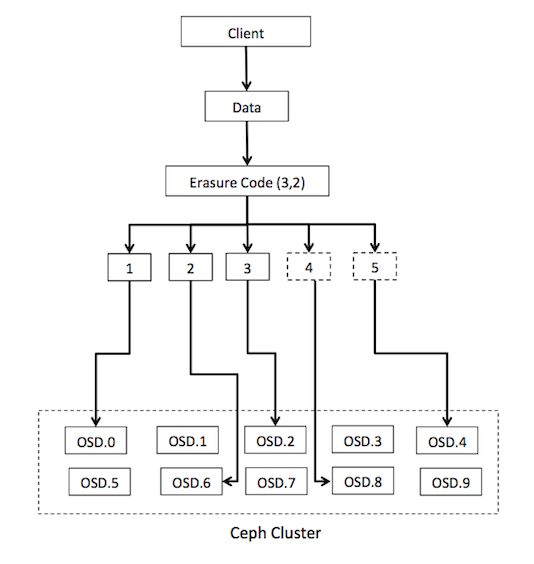 Client
Data
Erasure Code (3,2)
1 2 3 4 5
OSD.0 OSD.1 OSD.2 OSD.3 OSD.4
OSD.5 OSD.6 OSD.7 OSD.8 OSD.9
Ceph Cluster